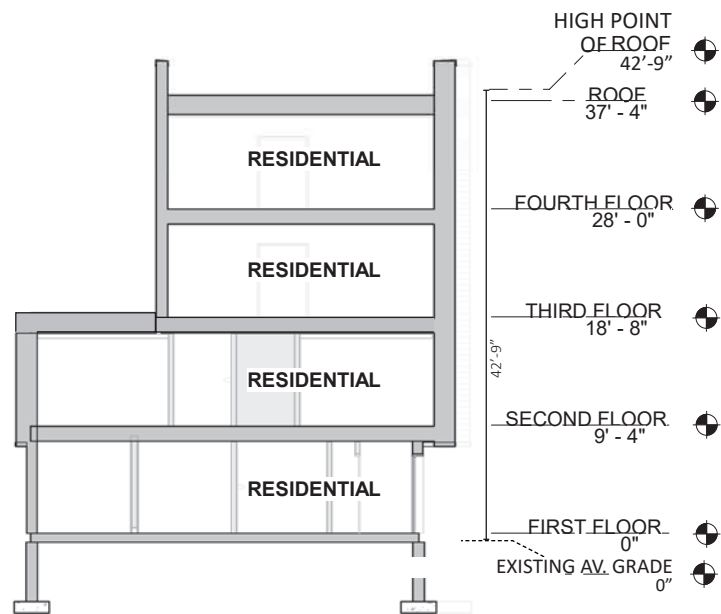 HIGH POINT
OF ROOF
42'-9"
ROOF
37' - 4"
RESIDENTIAL
FOURTH FLOOR
28' - 0"
RESIDENTIAL
THIRD FLOOR
18' - 8"
42'-9"
RESIDENTIAL
SECOND FLOOR
9' - 4"
RESIDENTIAL
FIRST FLOOR
0"
EXISTING AV. GRADE
0"